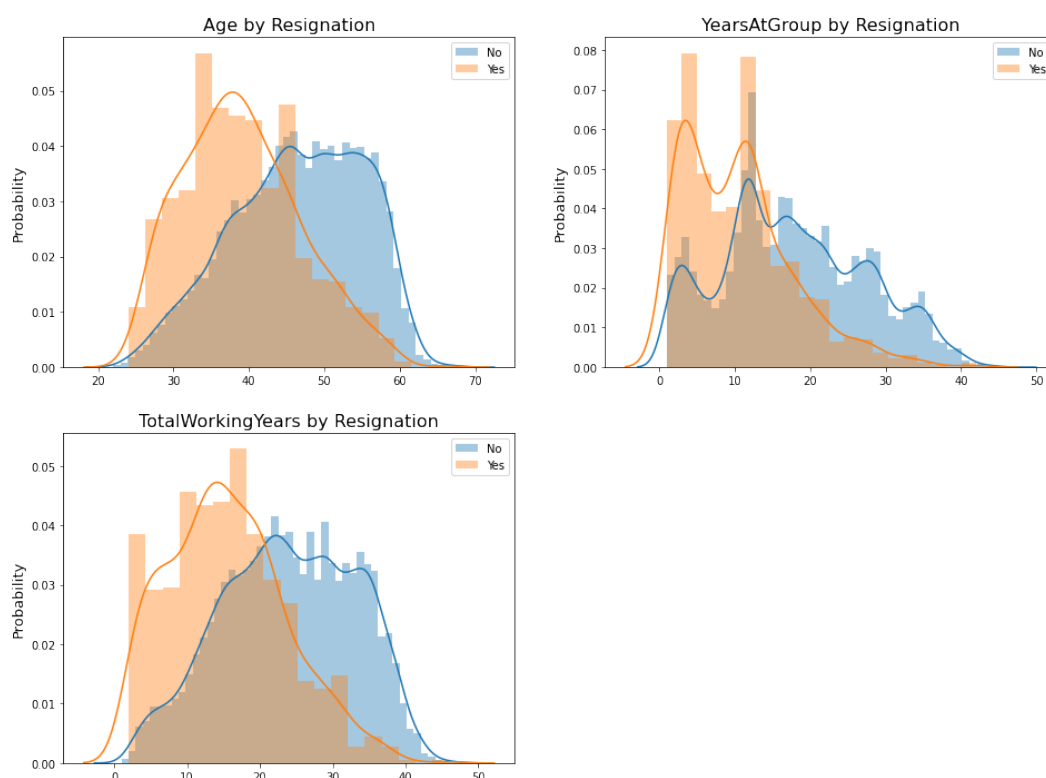 Age by Resignation
No
Yes
Probability
0.05
0.04
0.03
0.02
0.01
0.00
20 30 40 50 60 70
YearsAtGroup by Resignation
No
Yes
Probability
0.08
0.07
0.06
0.05
0.04
0.03
0.02
0.01
0.00
0 10 20 30 40 50
TotalWorkingYears by Resignation
No
Yes
Probability
0.05
0.04
0.03
0.02
0.01
0.00
0 10 20 30 40 50